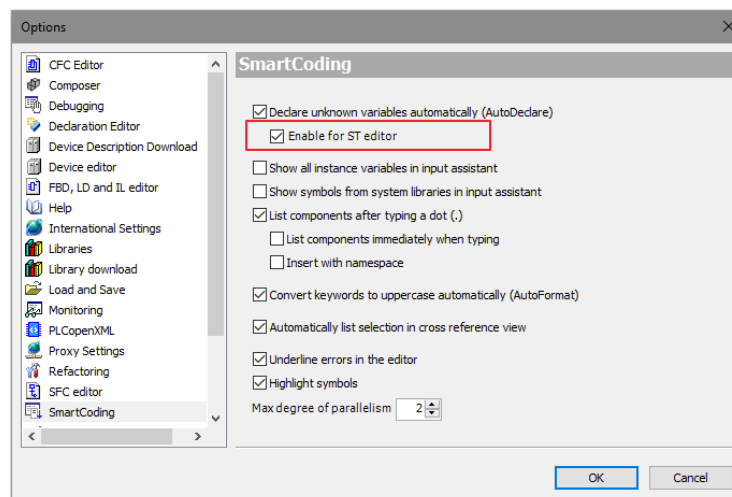 Options
CFC Editor
Composer
Debugging
Declaration Editor
Device Description Download
Device editor
FBD, LD and IL editor
Help
International Settings
Libraries
Library download
Load and Save
Monitoring
PLCopenXML
Proxy Settings
Refactoring
SFC editor
SmartCoding
SmartCoding
Declare unknown variables automatically (AutoDeclare)
Enable for ST editor
Show all instance variables in input assistant
Show symbols from system libraries in input assistant
List components after typing a dot (.)
List components immediately when typing
Insert with namespace
Convert keywords to uppercase automatically (AutoFormat)
Automatically list selection in cross reference view
Underline errors in the editor
Highlight symbols
Max degree of parallelism 2
OK Cancel